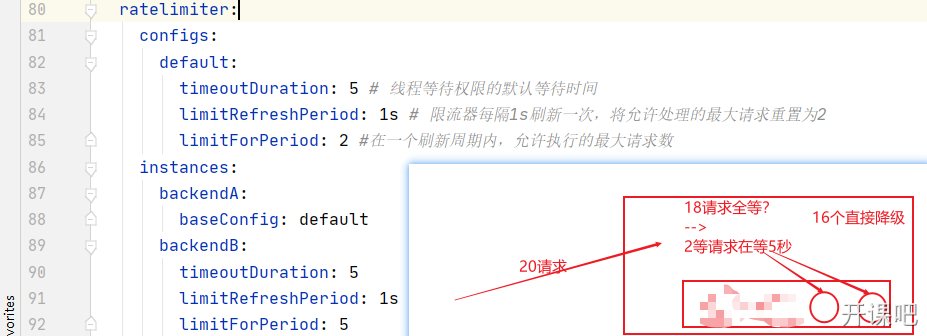 80 ratelimiter:
81 configs:
82 default:
83 timeoutDuration: 5 # 线程等待权限的默认等待时间
84 limitRefreshPeriod: 1s # 限流器每隔1s刷新一次，将允许处理的最大请求重置为2
85 limitForPeriod: 2 #在一个刷新周期内，允许执行的最大请求数
86 instances:
87 backendA:
88 baseConfig: default
89 backendB:
90 timeoutDuration: 5
91 limitRefreshPeriod: 1s
92 limitForPeriod: 5
vorites
20请求
18请求全等？
-->
2等请求在等5秒
16个直接降级
开课吧